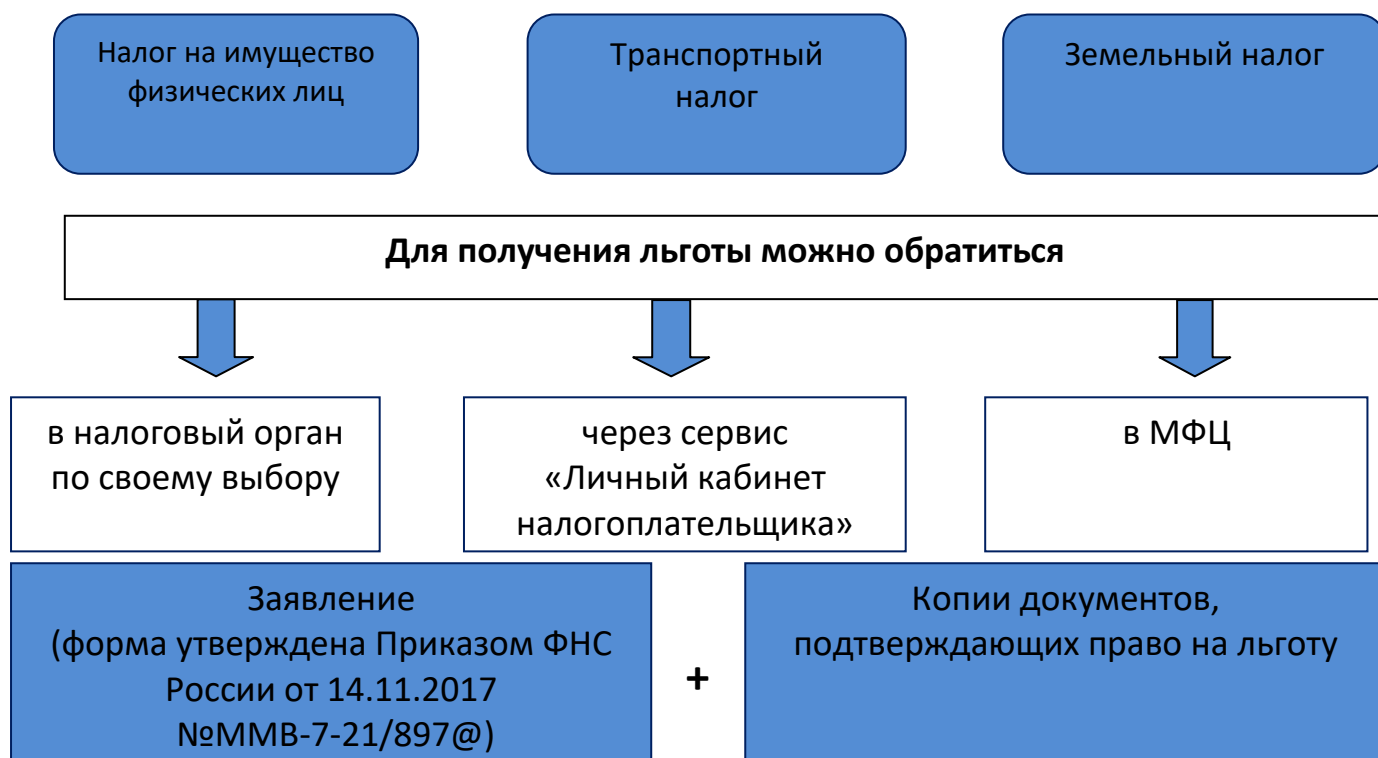 Налог на имущество
физических лиц
Транспортный
налог
Земельный налог
Для получения льготы можно обратиться
в налоговый орган
по своему выбору
через сервис
«Личный кабинет
налогоплательщика»
в МФЦ
Заявление
(форма утверждена Приказом ФНС
России от 14.11.2017
№ММВ-7-21/897@)
+
Копии документов,
подтверждающих право на льготу